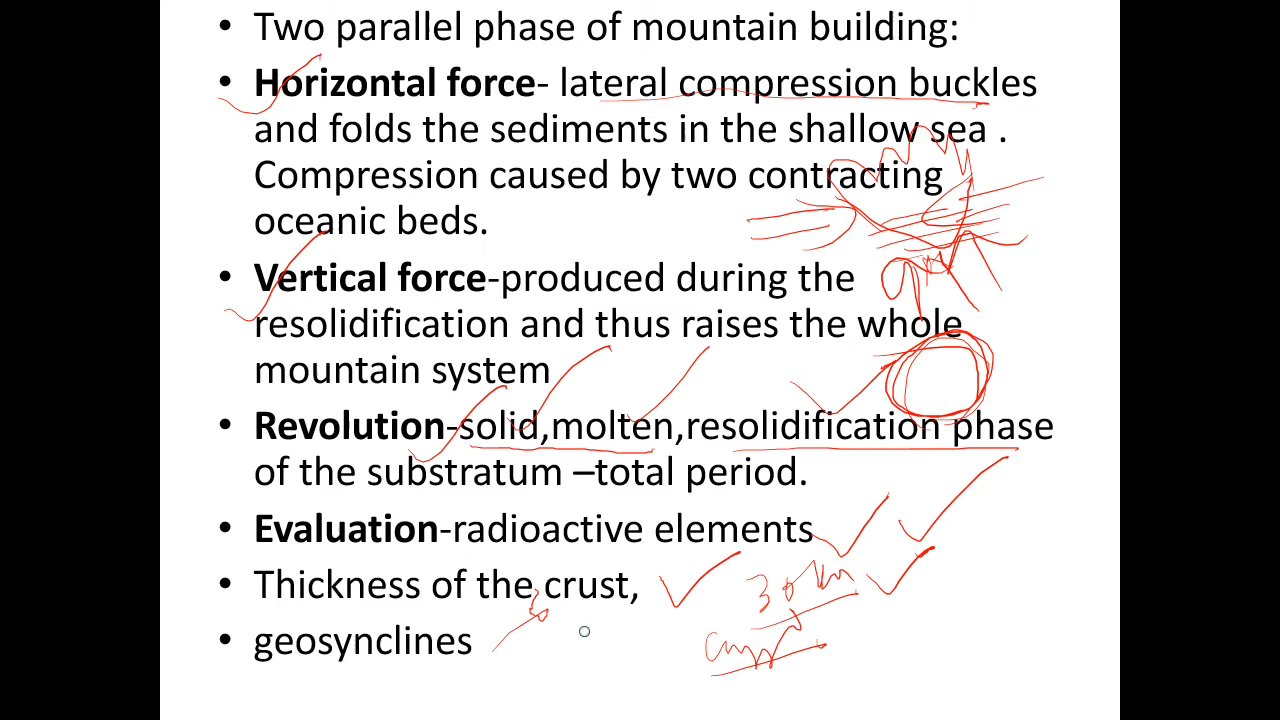 • Two parallel phase of mountain building:
• Horizontal force- lateral compression buckles
and folds the sediments in the shallow sea .
Compression caused by two contracting
oceanic beds.
• Vertical force-produced during the
resolidification and thus raises the whole
mountain system
• Revolution-solid,molten,resolidification phase
of the substratum –total period.
• Evaluation-radioactive elements
• Thickness of the crust,
30 km
• geosynclines